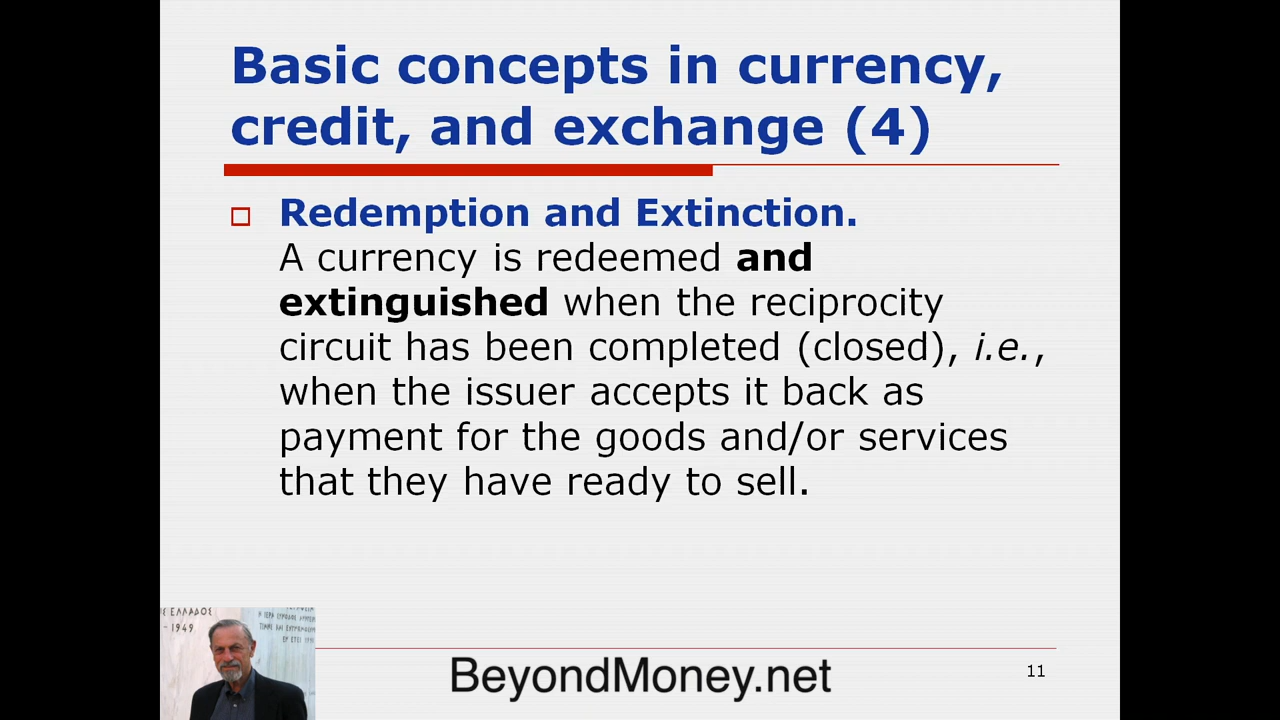 Basic concepts in currency,
credit, and exchange (4)
Redemption and Extinction.
A currency is redeemed and
extinguished when the reciprocity
circuit has been completed (closed), i.e.,
when the issuer accepts it back as
payment for the goods and/or services
that they have ready to sell.
ΕΛΛΑΔΟΣ
- 1949
BeyondMoney.net
11